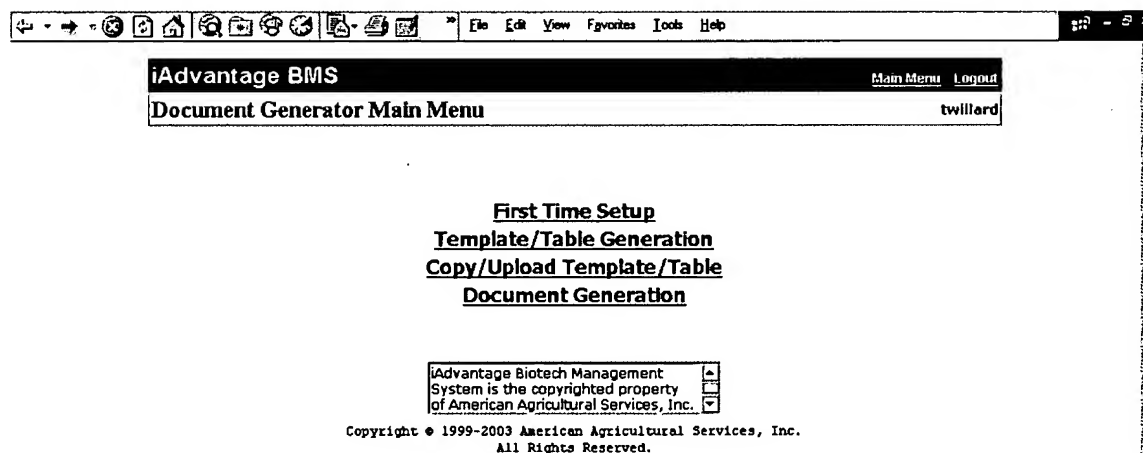 » File Edit View Favorites Tools Help
iAdvantage BMS Main Menu Logout
Document Generator Main Menu twillard
First Time Setup
Template/Table Generation
Copy/Upload Template/Table
Document Generation
iAdvantage Biotech Management
System is the copyrighted property
of American Agricultural Services, Inc.
Copyright © 1999-2003 American Agricultural Services, Inc.
All Rights Reserved.